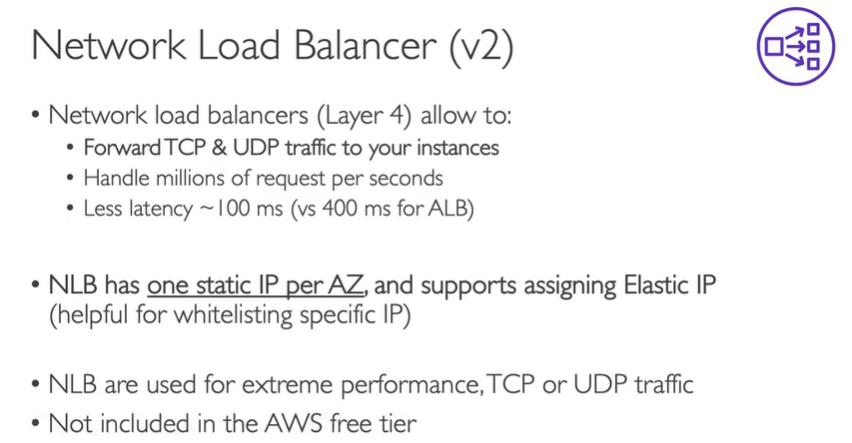 Network Load Balancer (v2)
• Network load balancers (Layer 4) allow to:
• Forward TCP & UDP traffic to your instances
• Handle millions of request per seconds
• Less latency ~100 ms (vs 400 ms for ALB)
• NLB has one static IP per AZ, and supports assigning Elastic IP
(helpful for whitelisting specific IP)
• NLB are used for extreme performance, TCP or UDP traffic
• Not included in the AWS free tier